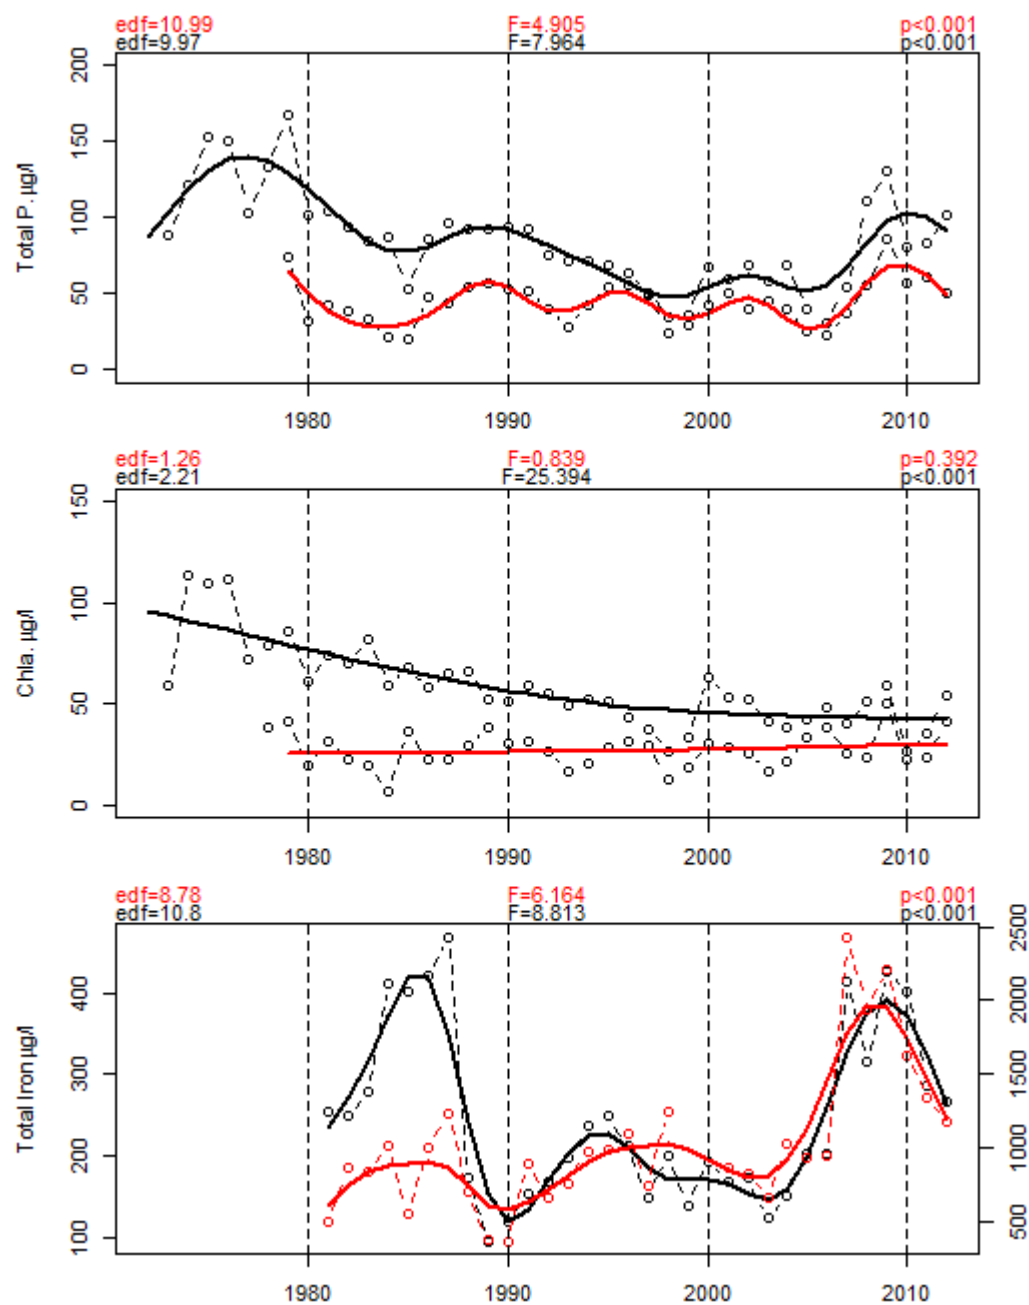 edf=10.99 F=4.905 p<0.001
edf=9.97 F=7.964 p<0.001
Total P. µg/l
200
150
100
50
0
1980 1990 2000 2010
edf=1.26 F=0.839 p=0.392
edf=2.21 F=25.394 p<0.001
Chla. µg/l
150
100
50
0
1980 1990 2000 2010
edf=8.78 F=6.164 p<0.001
edf=10.8 F=8.813 p<0.001
Total Iron µg/l
400
300
200
100
2500
2000
1500
1000
500
1980 1990 2000 2010